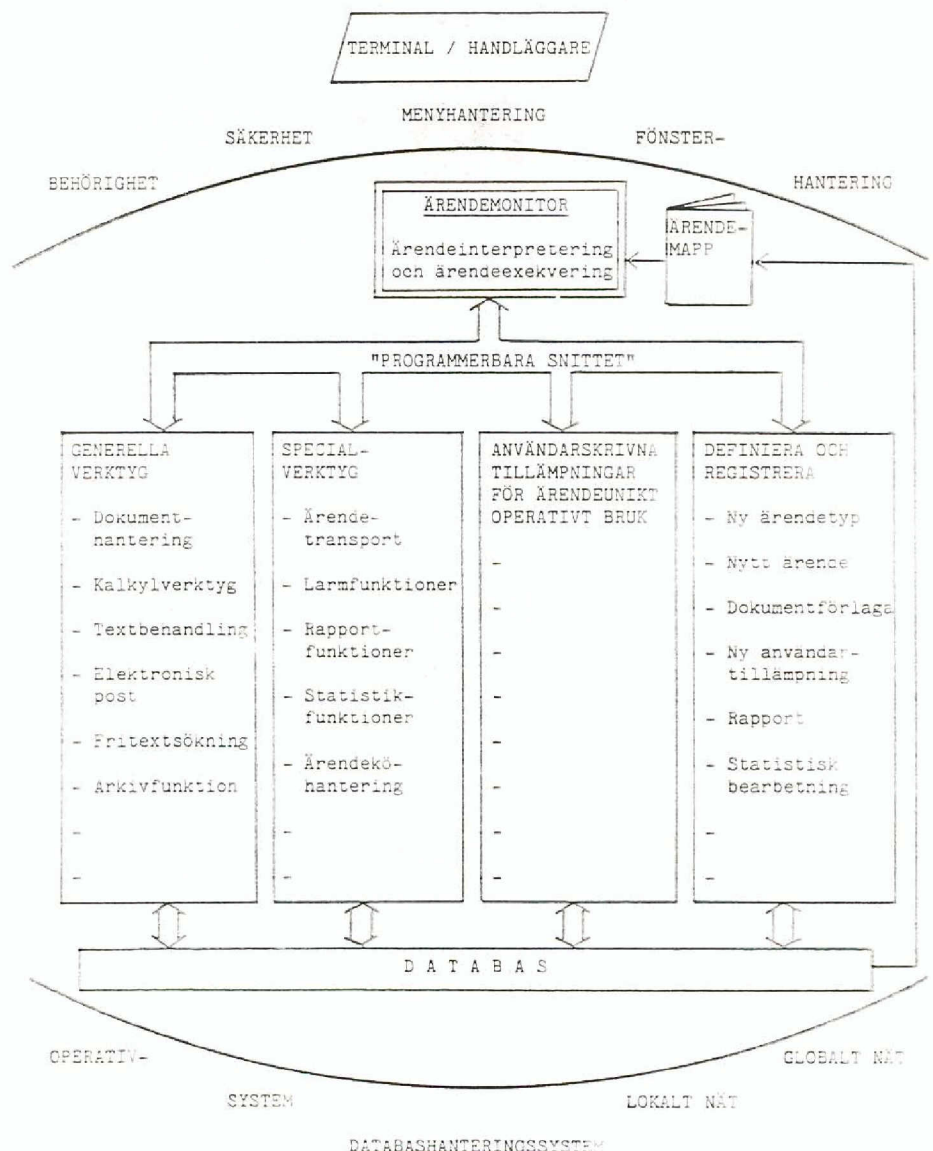 TERMINAL / HANDLÄGGARE
MENYHANTERING
SÄKERHET
FÖNSTER-
BEHÖRIGHET
HANTERING
ÄRENDEMONITOR
Ärendeinterpretering
och ärendeexekvering
ÄRENDE-
MAPP
"PROGRAMMERBARA SNITTET"
GENERELLA
VERKTYG
- Dokument-
hantering
- Kalkylverktyg
- Textbehandling
- Elektronisk
post
- Fritextsökning
- Arkivfunktion
-
-
SPECIAL-
VERKTYG
- Ärende-
transport
- Larmfunktioner
- Rapport-
funktioner
- Statistik-
funktioner
- Ärendekö-
hantering
-
-
ANVÄNDARSKRIVNA
TILLÄMPNINGAR
FÖR ÄRENDEUNIKT
OPERATIVT BRUK
-
-
-
-
-
-
-
-
DEFINIERA OCH
REGISTRERA
- Ny ärendetyp
- Nytt ärende
- Dokumentförlaga
- Ny användar-
tillämpning
- Rapport
- Statistisk
bearbetning
-
-
D A T A B A S
OPERATIV-
GLOBALT NÄT
SYSTEM
LOKALT NÄT
DATABASHANTERINGSSYSTEM